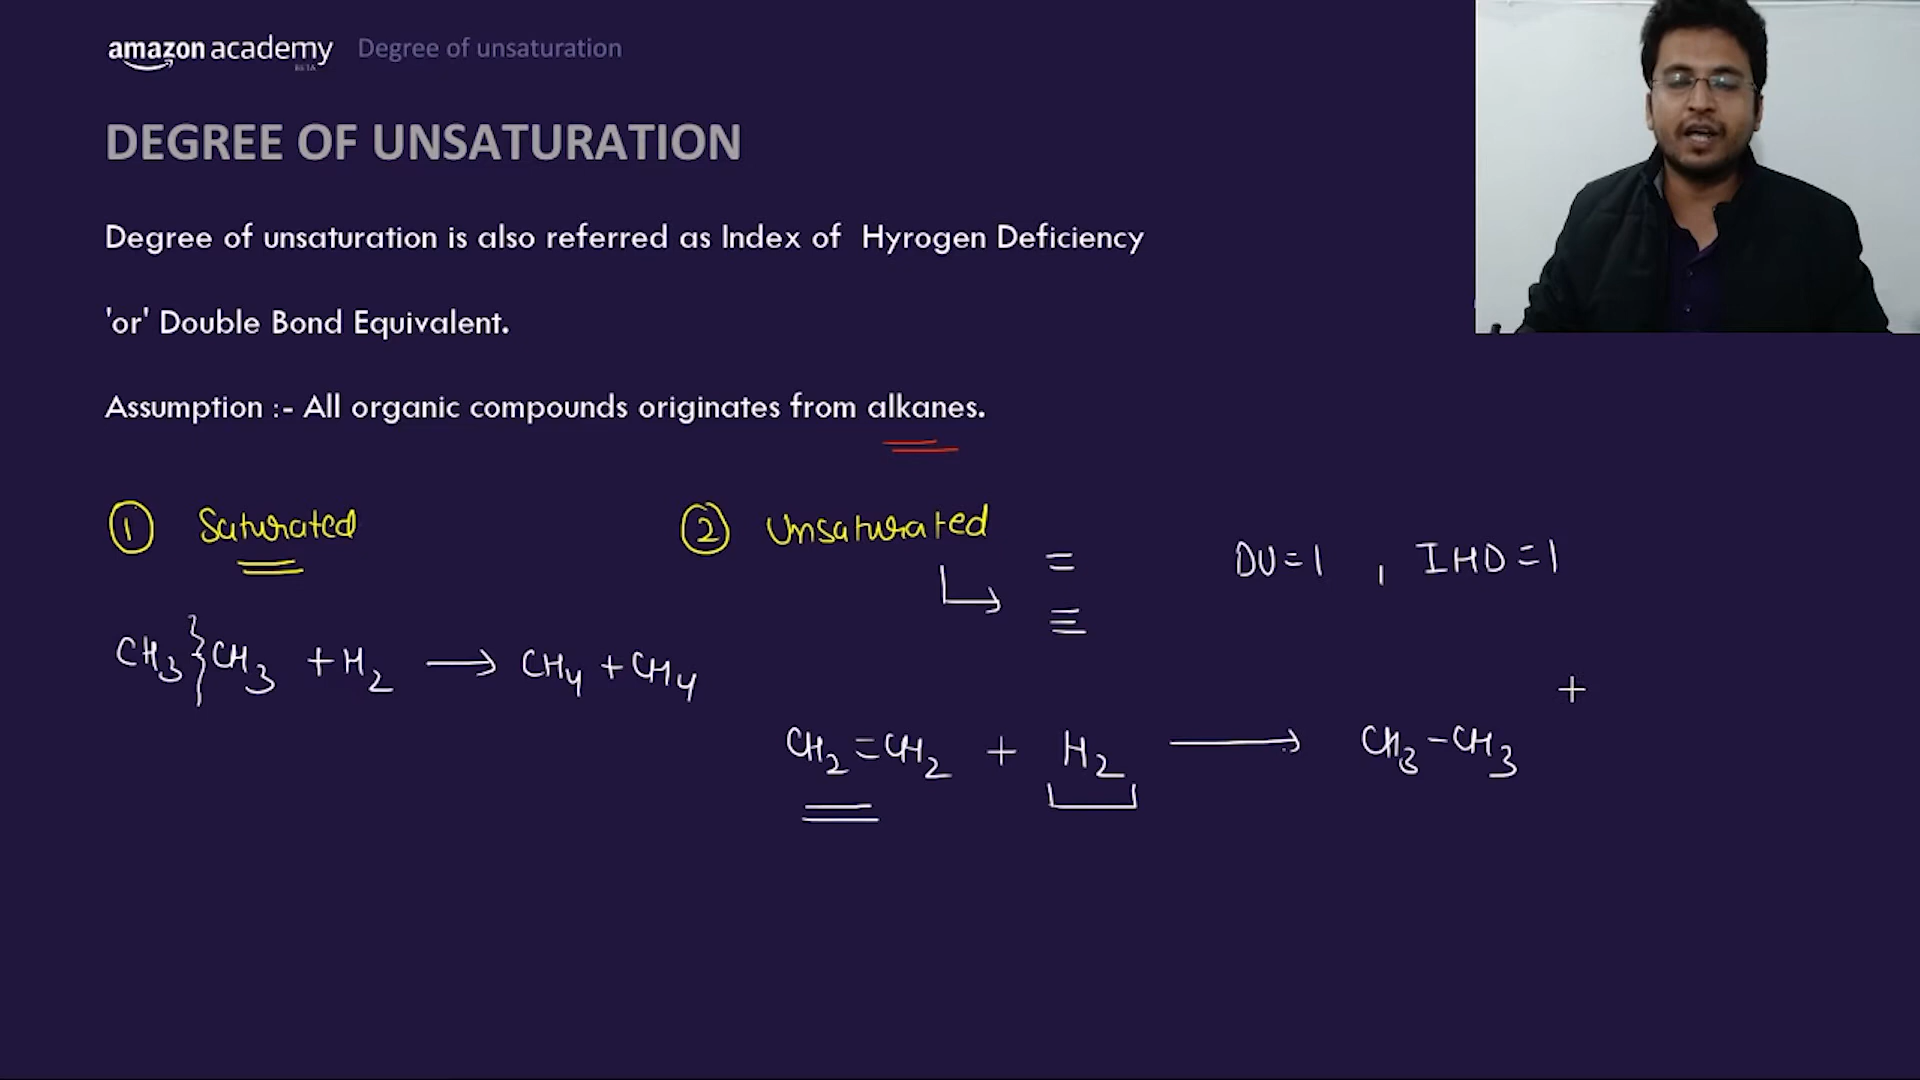 amazon academy Degree of unsaturation
BETA
DEGREE OF UNSATURATION
Degree of unsaturation is also referred as Index of Hyrogen Deficiency
'or' Double Bond Equivalent.
Assumption :- All organic compounds originates from alkanes.
① Saturated
② Unsaturated
=
≡
DU=1 , IHD=1
CH3}CH3 + H2 → CH4 + CH4
CH2=CH2 + H2 → CH3-CH3